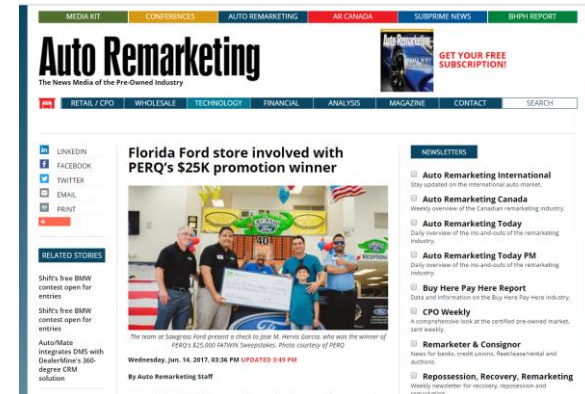 MEDIA KIT
CONFERENCES
AUTO REMARKETING
AR CANADA
SUBPRIME NEWS
BHPH REPORT
Auto Remarketing
The News Media of the Pre-Owned Industry
Auto Remarketing
GET YOUR FREE
SUBSCRIPTION!
RETAIL / CPO
WHOLESALE
TECHNOLOGY
FINANCIAL
ANALYSIS
MAGAZINE
CONTACT
SEARCH
in LINKEDIN
f FACEBOOK
TWITTER
EMAIL
PRINT
+
RELATED STORIES
Shift's free BMW
contest open for
entries
Shift's free BMW
contest open for
entries
Auto/Mate
integrates DMS with
DealerMine's 360-
degree CRM
solution
Florida Ford store involved with
PERQ's $25K promotion winner
40
RECEPTION
The team at Sawgrass Ford present a check to Jose M. Hervis Garcia, who was the winner of
PERQ's $25,000 FATWIN Sweepstakes. Photo courtesy of PERQ
Wednesday, Jun. 14, 2017, 03:36 PM UPDATED 3:49 PM
By Auto Remarketing Staff
NEWSLETTERS
Auto Remarketing International
Stay updated on the international auto market.
Auto Remarketing Canada
Weekly overview of the Canadian remarketing industry.
Auto Remarketing Today
Daily overview of the ins-and-outs of the remarketing
industry.
Auto Remarketing Today PM
Daily overview of the ins-and-outs of the remarketing
industry.
Buy Here Pay Here Report
Data and information on the Buy Here Pay Here industry.
CPO Weekly
A comprehensive look at the certified pre-owned market,
sent weekly.
Remarketer & Consignor
News for banks, credit unions, fleet/lease/rental and
auctions.
Repossession, Recovery, Remarketing
Weekly newsletter for recovery, reposession and